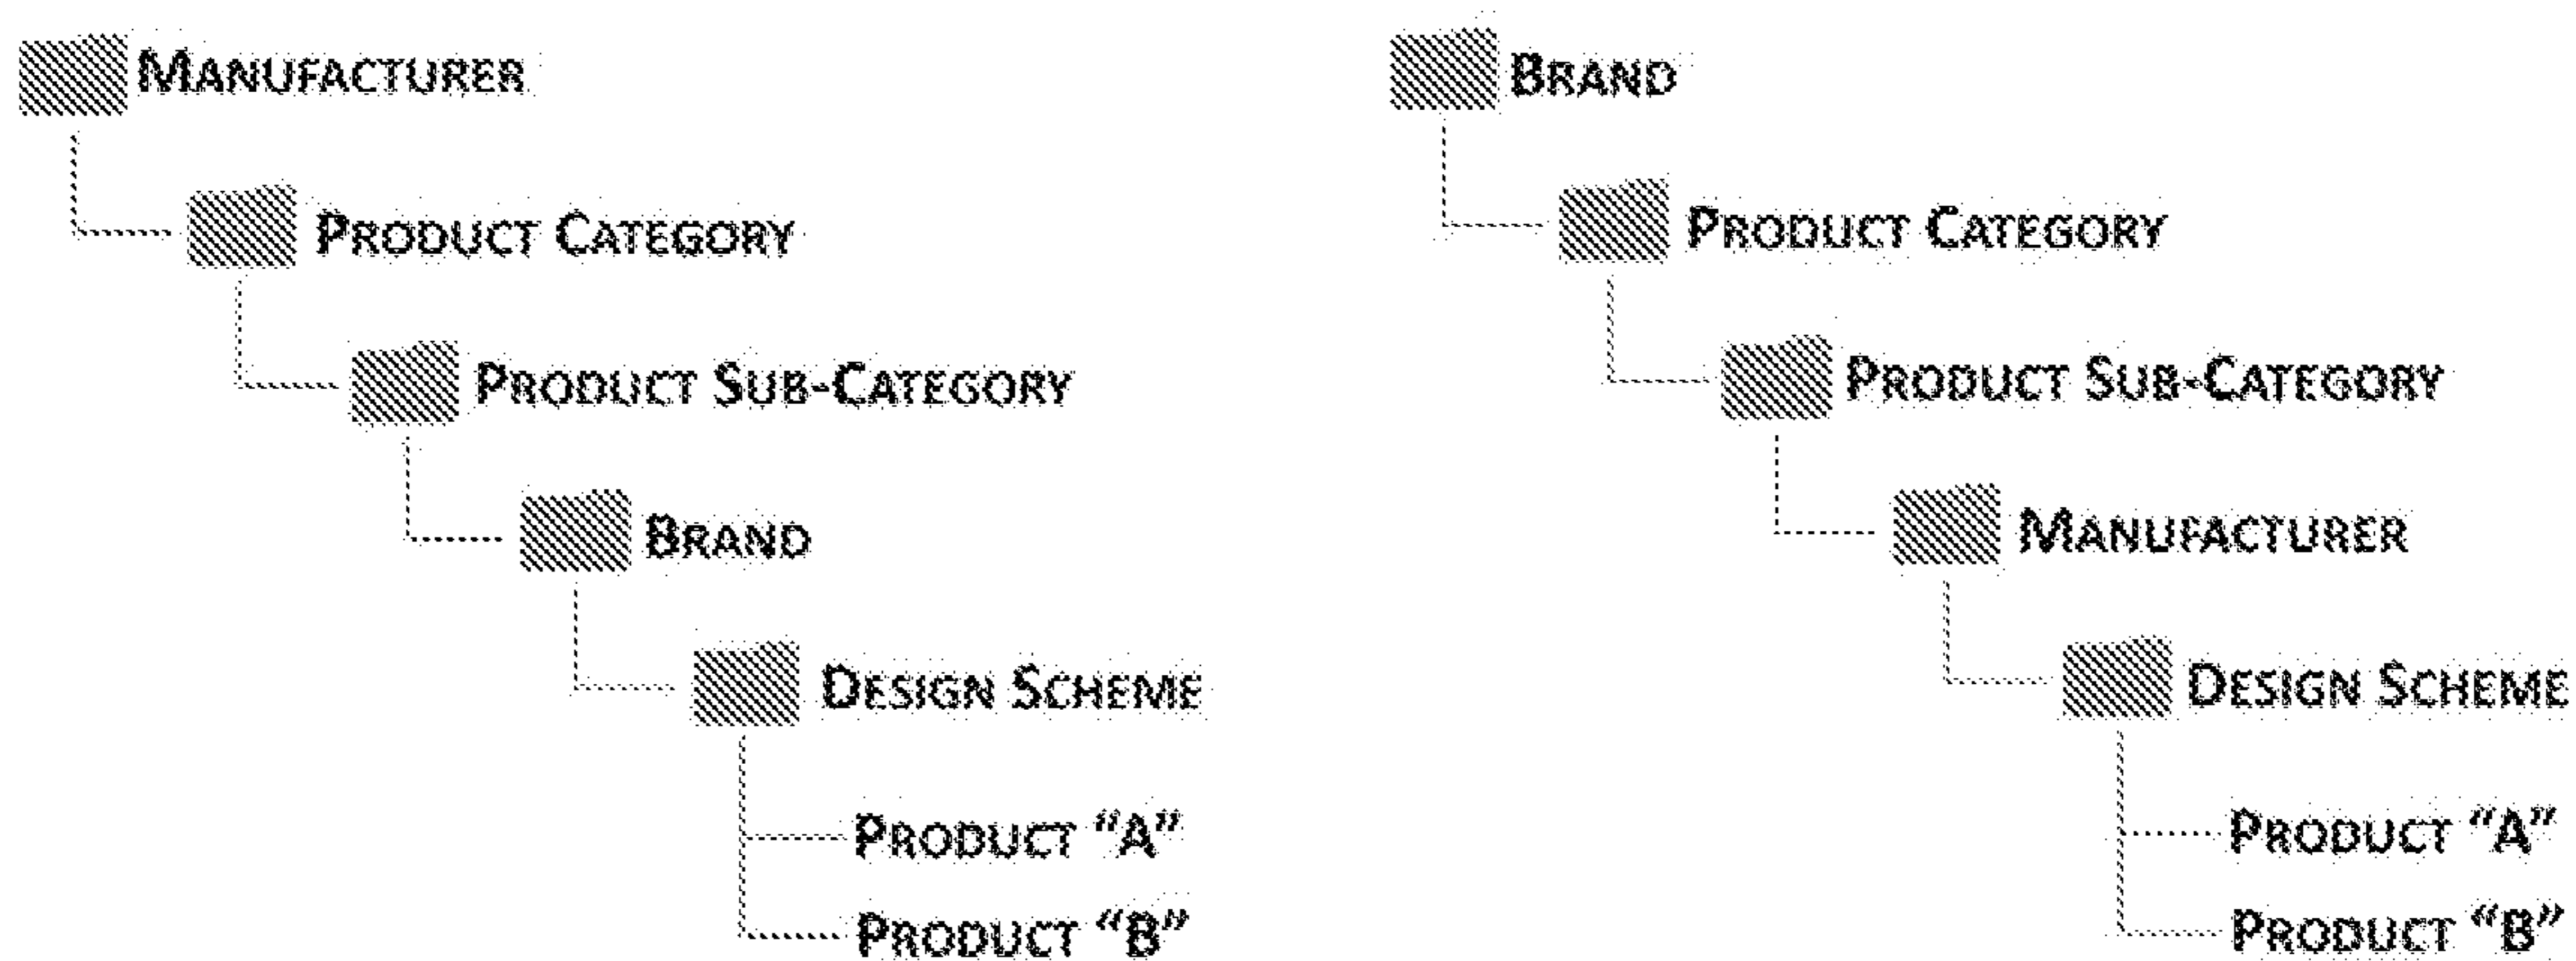 MANUFACTURER
PRODUCT CATEGORY
PRODUCT SUB-CATEGORY
BRAND
DESIGN SCHEME
PRODUCT “A”
PRODUCT “B”
BRAND
PRODUCT CATEGORY
PRODUCT SUB-CATEGORY
MANUFACTURER
DESIGN SCHEME
PRODUCT “A”
PRODUCT “B”